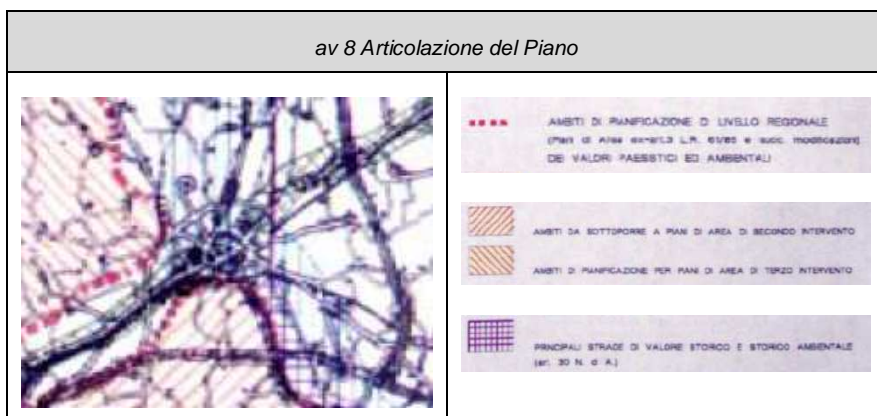 av 8 Articolazione del Piano
AMBITI DI PIANIFICAZIONE DI LIVELLO REGIONALE
(Piani di Area ex-art.3 L.R. 61/85 e succ. modificazioni)
DEI VALORI PAESISTICI ED AMBIENTALI
AMBITI DA SOTTOPORRE A PIANI DI AREA DI SECONDO INTERVENTO
AMBITI DI PIANIFICAZIONE PER PIANI DI AREA DI TERZO INTERVENTO
PRINCIPALI STRADE DI VALORE STORICO E STORICO AMBIENTALE
(art. 30 N. d A.)